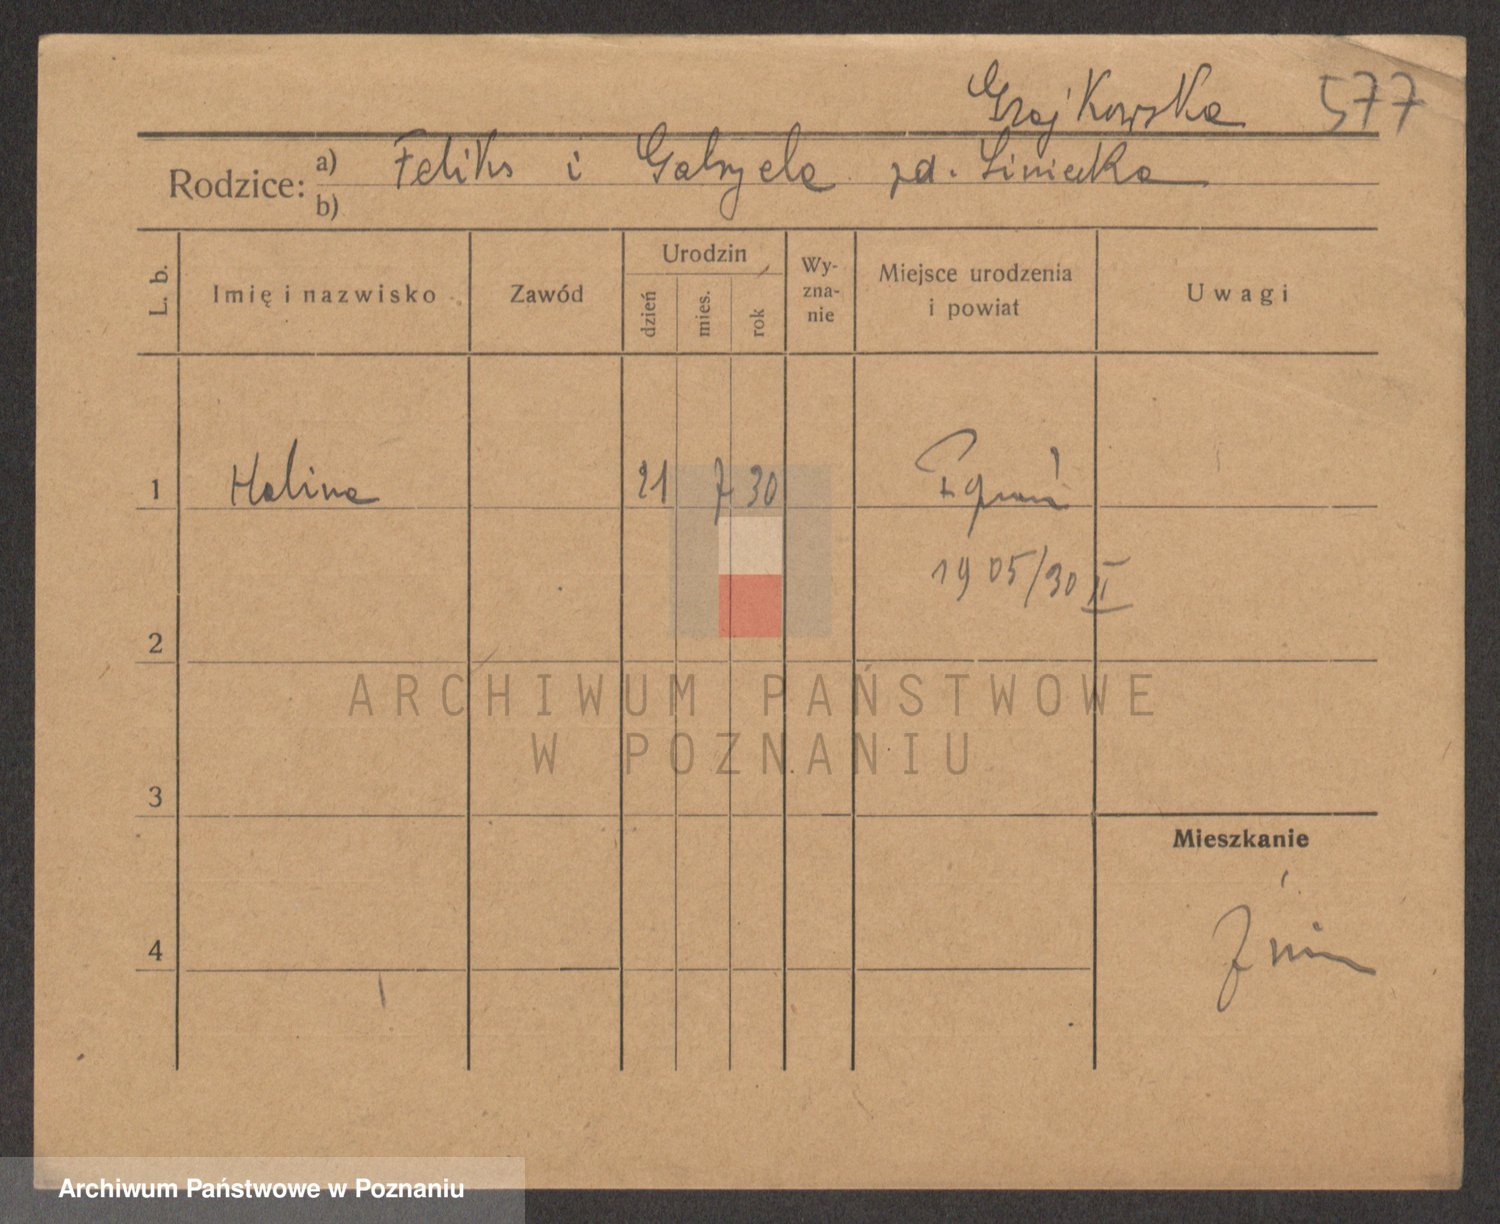 Grajkowska 577
Rodzice: a) Feliks i Gabryela zd. Siniecka
b)
L. b. Imię i nazwisko Zawód Urodzin dzień mies. rok Wy-zna-nie Miejsce urodzenia i powiat Uwagi
1 Halina 21 7 30
1905/30 II
2
ARCHIWUM PAŃSTWOWE
W POZNANIU
3
Mieszkanie
4 Żnin
Archiwum Państwowe w Poznaniu